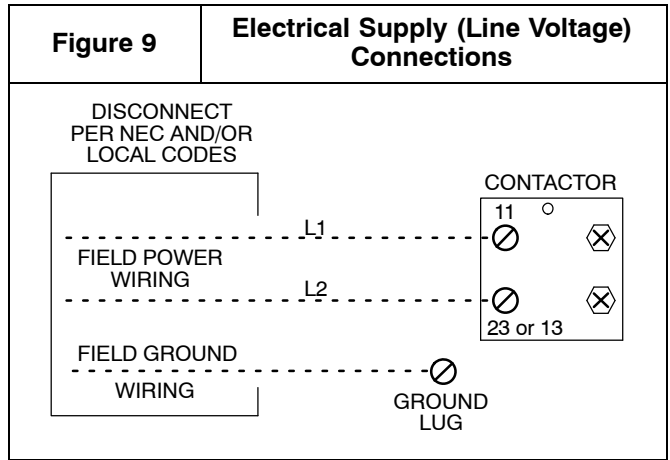 Figure 9
Electrical Supply (Line Voltage)
Connections
DISCONNECT
PER NEC AND/OR
LOCAL CODES
CONTACTOR
11
L1
FIELD POWER
WIRING
L2
23 or 13
FIELD GROUND
WIRING
GROUND
LUG